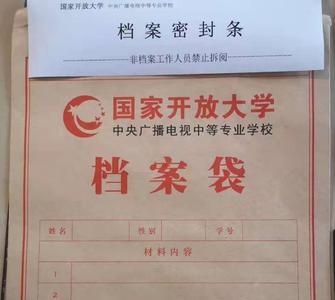 国家开放大学 中央广播电视中等专业学校
档案密封条
非档案工作人员禁止拆阅
国家开放大学
中央广播电视中等专业学校
档案袋
姓名 性别 学号
材料内容
1
2